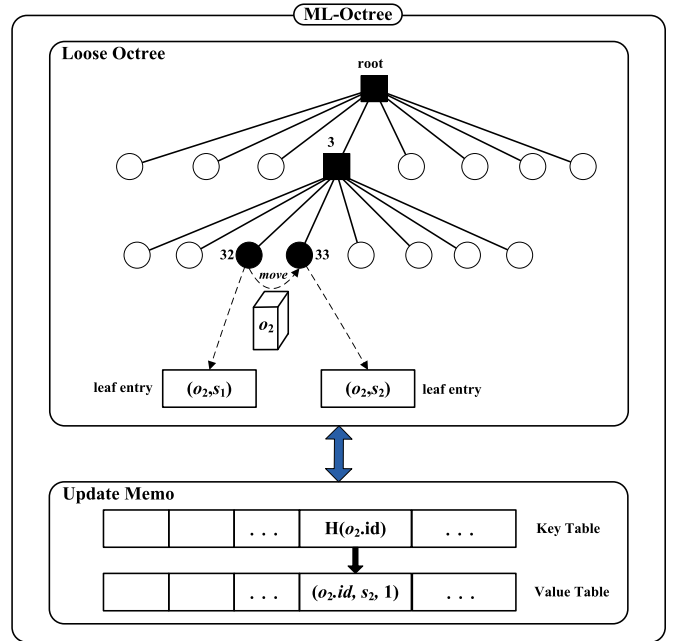 ML-Octree
Loose Octree
root
3
32
33
move
o₂
leaf entry
(o₂,s₁)
(o₂,s₂)
leaf entry
Update Memo
. . .
H(o₂.id)
. . .
Key Table
. . .
(o₂.id, s₂, 1)
. . .
Value Table